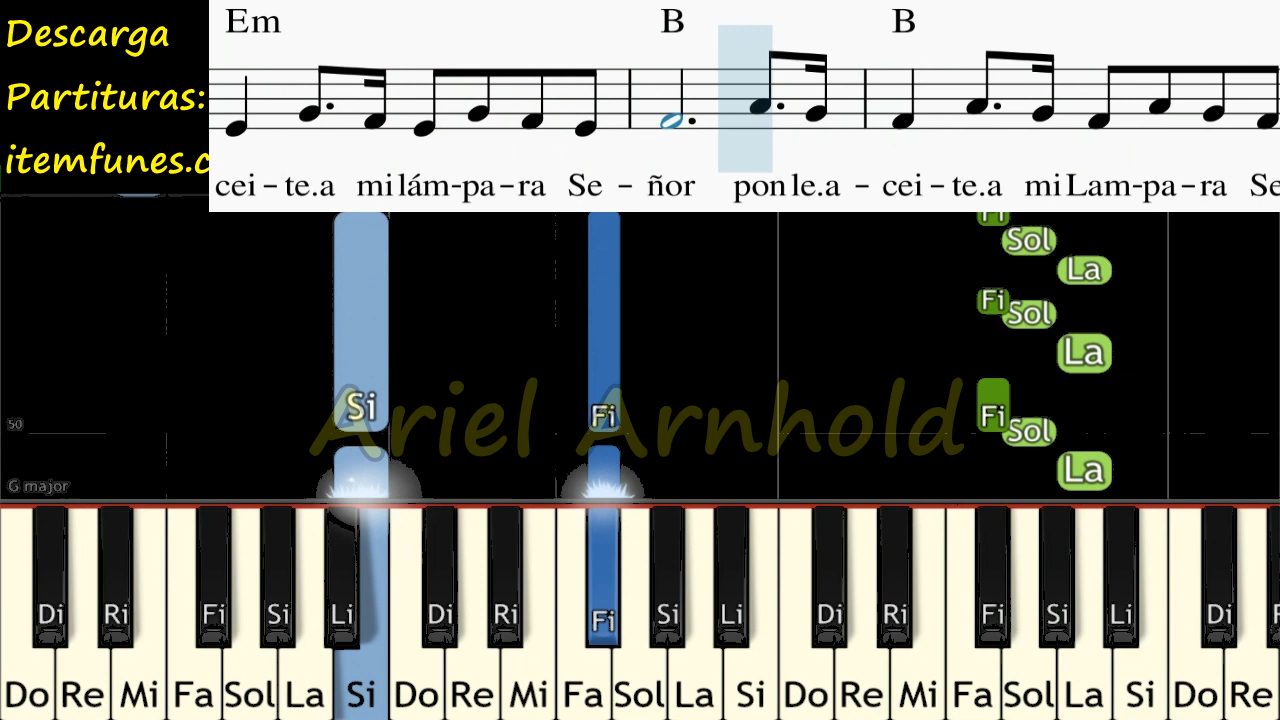 Descarga
Partituras:
itemfunes.c
Em B B
cei - te.a mi lám-pa-ra Se - ñor pon le.a - cei - te.a mi Lam-pa-ra Se
Fi
Sol
La
Fi Sol
La
Si Fi Fi
Sol
La
Ariel Arnhold
50
G major
Di Ri Fi Si Li Di Ri Fi Si Li Di Ri Fi Si Li Di
Do Re Mi Fa Sol La Si Do Re Mi Fa Sol La Si Do Re Mi Fa Sol La Si Do Re